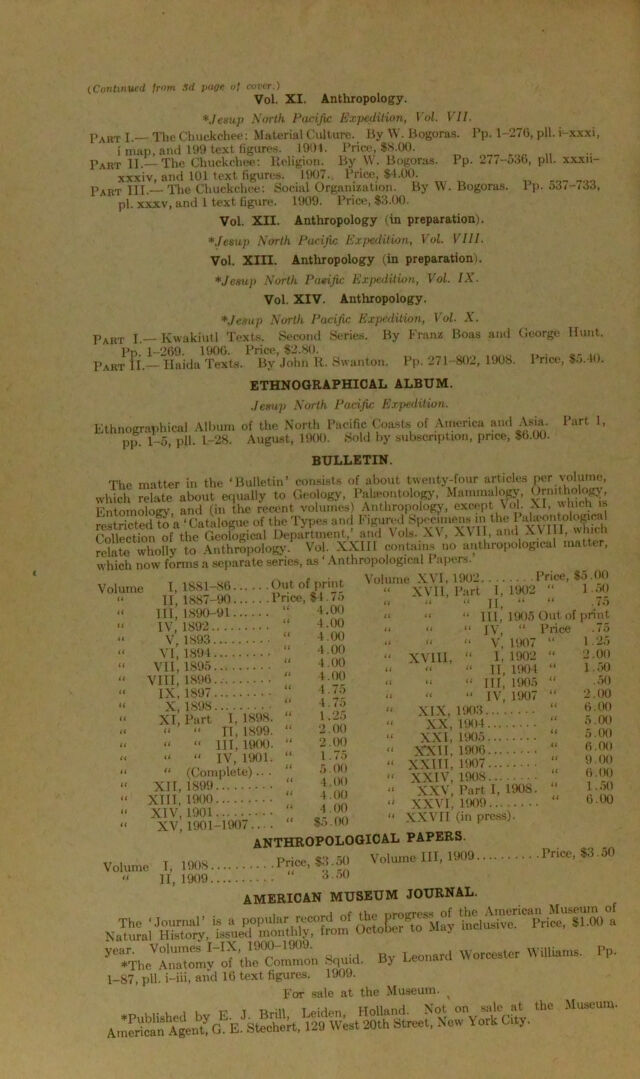 (Continued from 3d page of cover.)
Vol. XI. Anthropology.
*Jesup North Pacific Expedition, Vol. VII.
PART I.— The Chuckchee: Material Culture. By W. Bogoras. Pp. 1-276, pll. i-xxxi,
i map, and 199 text figures. 1904. Price, $8.00.
PART II.— The Chuckchee: Religion. By W. Bogoras. Pp. 277-536, pll. xxxii-
xxxiv, and 101 text figures. 1907. Price, $4.00.
PART III.— The Chuckchee: Social Organization. By W. Bogoras. Pp. 537-733,
pl. xxxv, and 1 text figure. 1909. Price, $3.00.
Vol. XII. Anthropology (in preparation).
*Jesup North Pacific Expedition, Vol. VIII.
Vol. XIII. Anthropology (in preparation).
*Jesup North Pacific Expedition, Vol. IX.
Vol. XIV. Anthropology.
*Jesup North Pacific Expedition, Vol. X.
PART I.— Kwakiutl Texts. Second Series. By Franz Boas and George Hunt.
Pp. 1-269. 1906. Price, $2.80.
PART II.— Haida Texts. By John R. Swanton. Pp. 271-802, 1908. Price, $5.40.
ETHNOGRAPHICAL ALBUM.
Jesup North Pacific Expedition.
Ethnographical Album of the North Pacific Coasts of America and Asia. Part 1,
pp. 1-5, pll. 1-28. August, 1900. Sold by subscription, price, $6.00.
BULLETIN.
The matter in the 'Bulletin' consists of about twenty-four articles per volume,
which relate about equally to Geology, Palæontology, Mammalogy, Ornithology,
Entomology, and (in the recent volumes) Anthropology, except Vol. XI, which is
restricted to a 'Catalogue of the Types and Figured Specimens in the Palæontological
Collection of the Geological Department,' and Vols. XV, XVII, and XVIII, which
relate wholly to Anthropology. Vol. XXIII contains no anthropological matter,
which now forms a separate series, as 'Anthropological Papers.'
Volume I, 1881-86......Out of print
" II, 1887-90......Price, $4.75
" III, 1890-91...... " 4.00
" IV, 1892......... " 4.00
" V, 1893......... " 4.00
" VI, 1894......... " 4.00
" VII, 1895......... " 4.00
" VIII, 1896......... " 4.00
" IX, 1897......... " 4.75
" X, 1898......... " 4.75
" XI, Part I, 1898. " 1.25
" " " II, 1899. " 2.00
" " " III, 1900. " 2.00
" " " IV, 1901. " 1.75
" " (Complete)... " 5.00
" XII, 1899......... " 4.00
" XIII, 1900......... " 4.00
" XIV, 1901......... " 4.00
" XV, 1901-1907.... " $5.00
Volume XVI, 1902........Price, $5.00
" XVII, Part I, 1902 " 1.50
" " " II, " " .75
" " " III, 1905 Out of print
" " " IV, " Price .75
" " " V, 1907 " 1.25
" XVIII, " I, 1902 " 2.00
" " " II, 1904 " 1.50
" " " III, 1905 " .50
" " " IV, 1907 " 2.00
" XIX, 1903........ " 6.00
" XX, 1904........ " 5.00
" XXI, 1905........ " 5.00
" XXII, 1906........ " 6.00
" XXIII, 1907........ " 9.00
" XXIV, 1908........ " 6.00
" XXV, Part I, 1908. " 1.50
" XXVI, 1909........ " 6.00
" XXVII (in press).
ANTHROPOLOGICAL PAPERS.
Volume I, 1908..........Price, $3.50
" II, 1909.......... " 3.50
Volume III, 1909..........Price, $3.50
AMERICAN MUSEUM JOURNAL.
The 'Journal' is a popular record of the progress of the American Museum of
Natural History, issued monthly, from October to May inclusive. Price, $1.00 a
year. Volumes I-IX, 1900-1909.
*The Anatomy of the Common Squid. By Leonard Worcester Williams. Pp.
1-87, pll. i-iii, and 16 text figures. 1909.
For sale at the Museum.
*Published by E. J. Brill, Leiden, Holland. Not on sale at the Museum.
American Agent, G. E. Stechert, 129 West 20th Street, New York City.